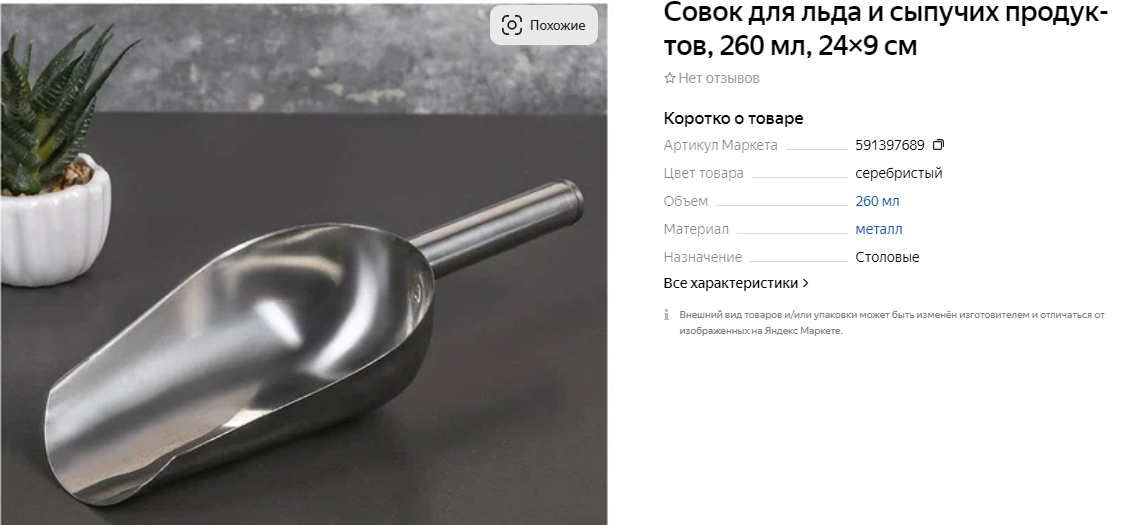 Похожие
Совок для льда и сыпучих продук-
тов, 260 мл, 24×9 см
Нет отзывов
Коротко о товаре
Артикул Маркета 591397689
Цвет товара серебристый
Объем 260 мл
Материал металл
Назначение Столовые
Все характеристики >
Внешний вид товаров и/или упаковки может быть изменён изготовителем и отличаться от
изображенных на Яндекс Маркете.